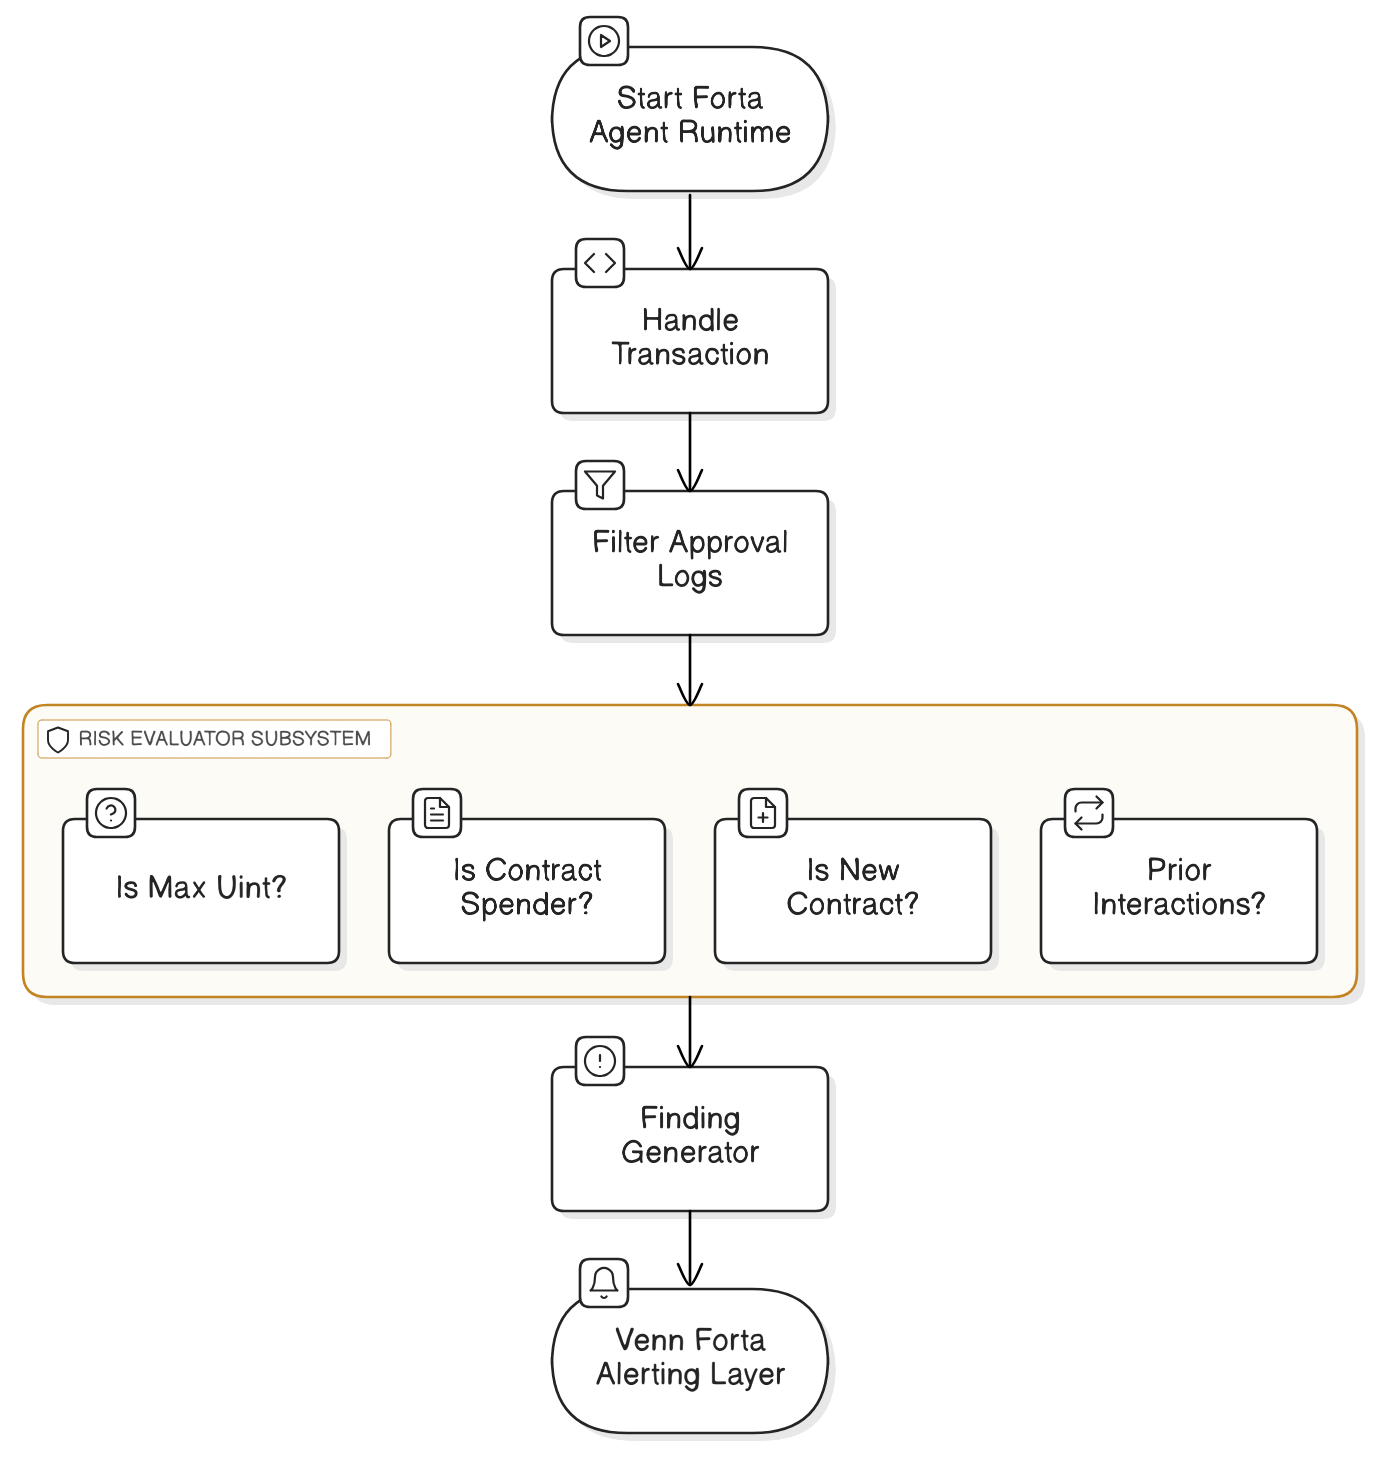 Start Forta
Agent Runtime
Handle
Transaction
Filter Approval
Logs
RISK EVALUATOR SUBSYSTEM
Is Max Uint?
Is Contract
Spender?
Is New
Contract?
Prior
Interactions?
Finding
Generator
Venn Forta
Alerting Layer